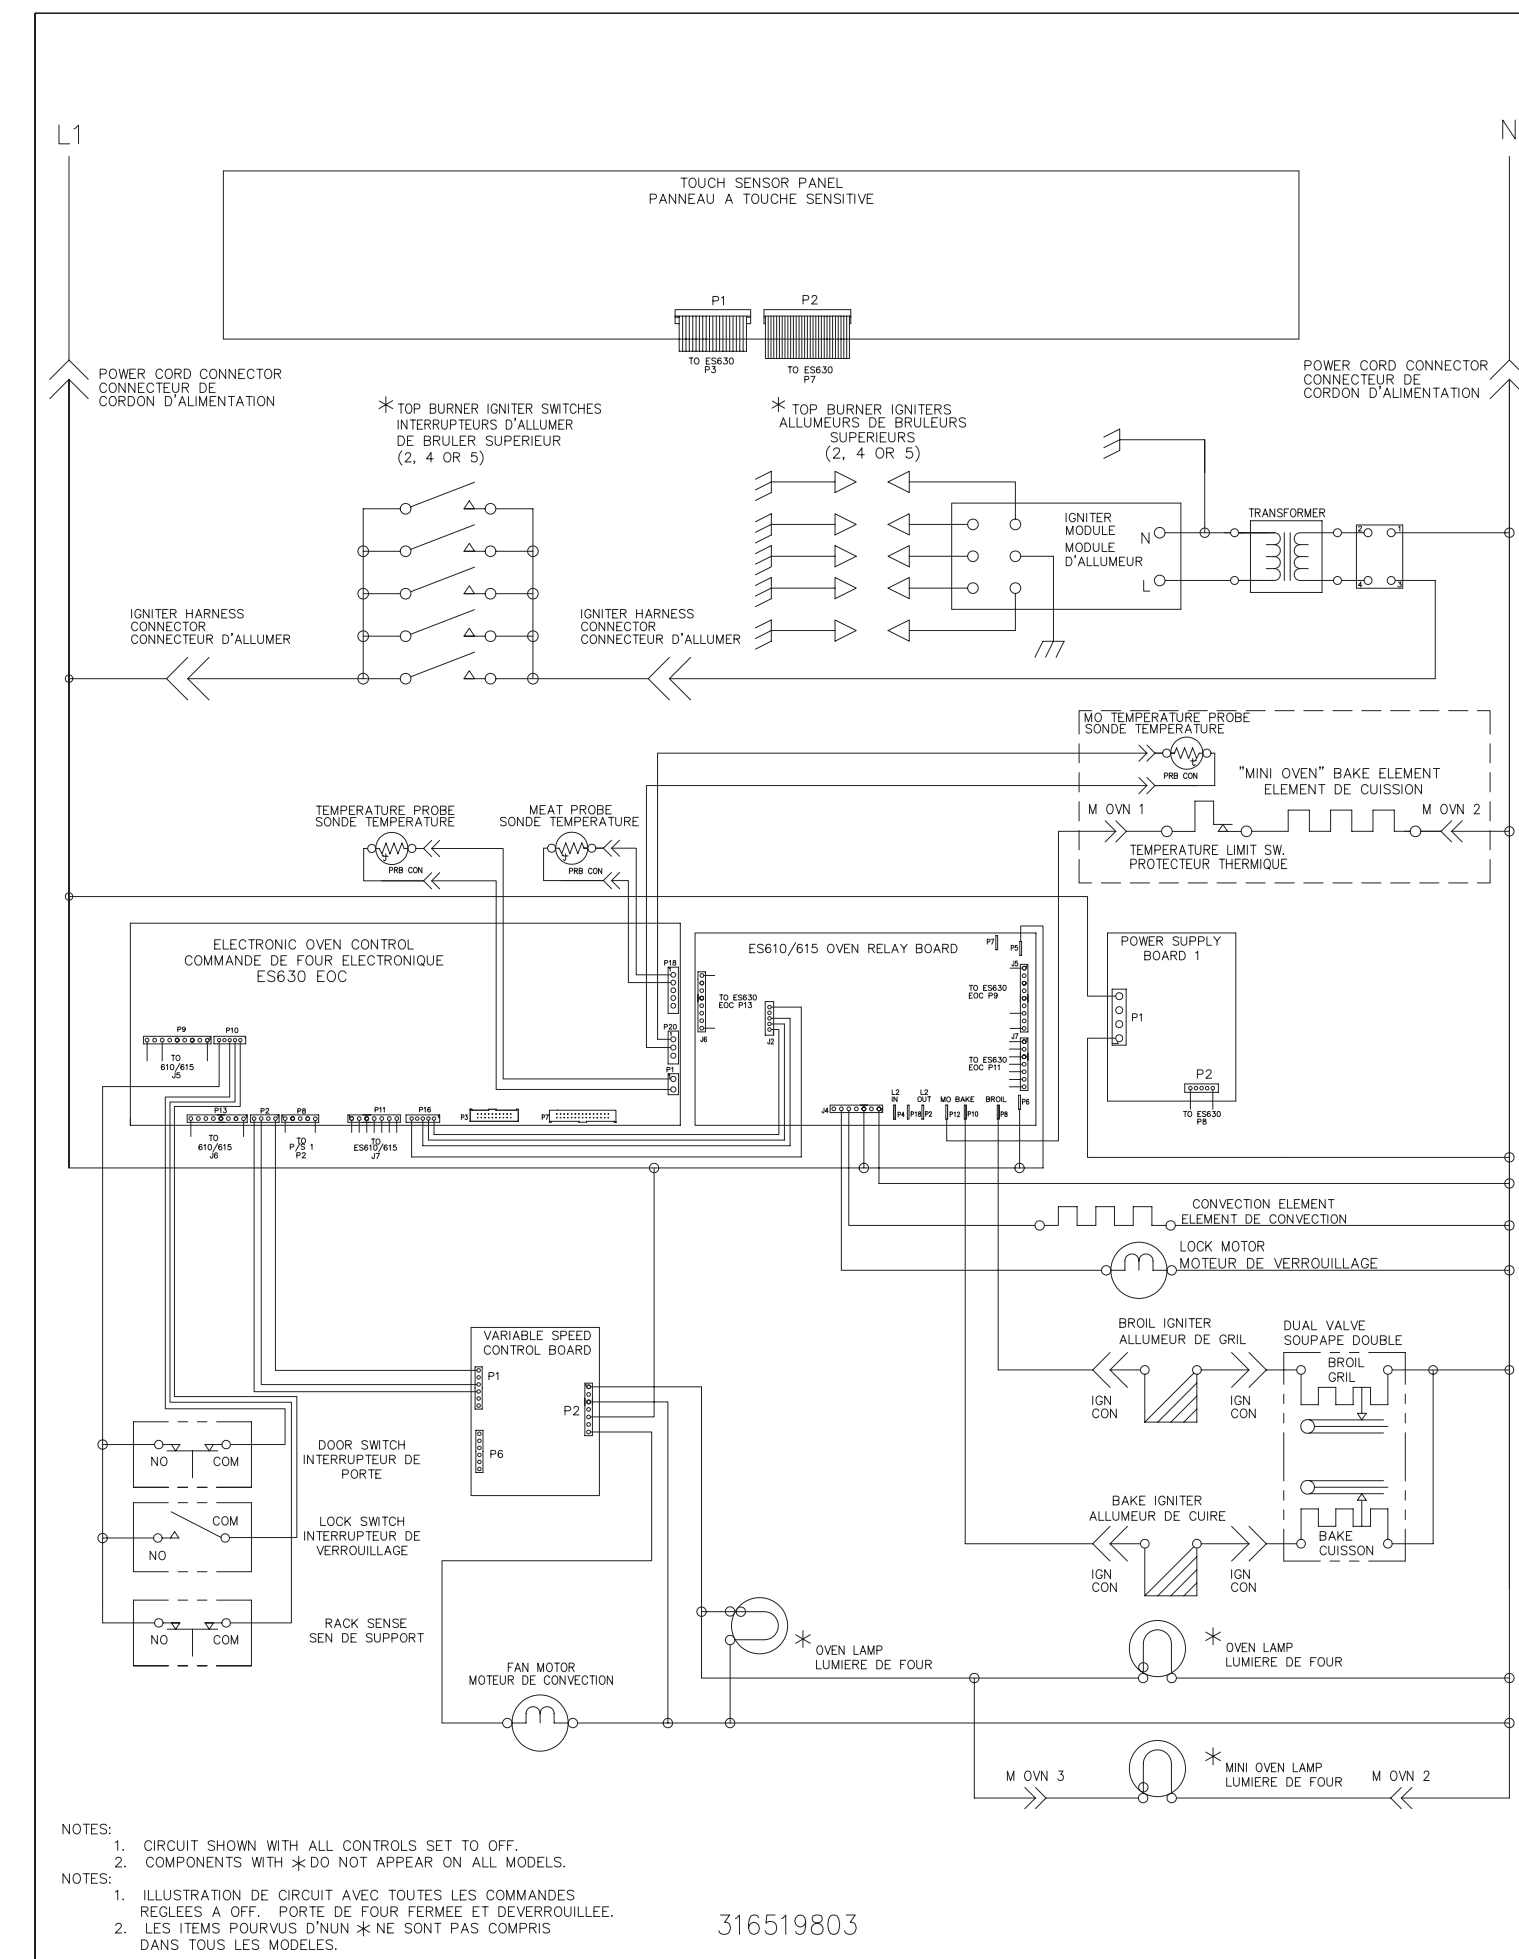 L1
N
TOUCH SENSOR PANEL
PANNEAU A TOUCHE SENSITIVE
P1
P2
TO ES630
P3
TO ES630
P7
POWER CORD CONNECTOR
CONNECTEUR DE
CORDON D'ALIMENTATION
POWER CORD CONNECTOR
CONNECTEUR DE
CORDON D'ALIMENTATION
* TOP BURNER IGNITER SWITCHES
INTERRUPTEURS D'ALLUMER
DE BRULER SUPERIEUR
(2, 4 OR 5)
* TOP BURNER IGNITERS
ALLUMEURS DE BRULEURS
SUPERIEURS
(2, 4 OR 5)
IGNITER
MODULE
MODULE
D'ALLUMEUR
N
L
TRANSFORMER
2
1
4
3
IGNITER HARNESS
CONNECTOR
CONNECTEUR D'ALLUMER
IGNITER HARNESS
CONNECTOR
CONNECTEUR D'ALLUMER
MO TEMPERATURE PROBE
SONDE TEMPERATURE
t
PRB CON
"MINI OVEN" BAKE ELEMENT
ELEMENT DE CUISSION
M OVN 1
M OVN 2
TEMPERATURE LIMIT SW.
PROTECTEUR THERMIQUE
TEMPERATURE PROBE
SONDE TEMPERATURE
t
PRB CON
MEAT PROBE
SONDE TEMPERATURE
t
PRB CON
ELECTRONIC OVEN CONTROL
COMMANDE DE FOUR ELECTRONIQUE
ES630 EOC
P18
P20
P1
P9
P10
TO
610/615
J5
P13
P2
P8
P11
P16
P3
P7
TO
610/615
J6
TO
P/S 1
P2
TO
ES610/615
J7
ES610/615 OVEN RELAY BOARD
P7
P5
J5
TO ES630
EOC P9
TO ES630
EOC P13
J6
J2
J7
TO ES630
EOC P11
J4
L2
IN
L2
OUT
MO BAKE
BROIL
P4
P18
P2
P12
P10
P8
P6
POWER SUPPLY
BOARD 1
P1
P2
TO ES630
P8
CONVECTION ELEMENT
ELEMENT DE CONVECTION
LOCK MOTOR
MOTEUR DE VERROUILLAGE
BROIL IGNITER
ALLUMEUR DE GRIL
IGN
CON
IGN
CON
DUAL VALVE
SOUPAPE DOUBLE
BROIL
GRIL
BAKE
CUISSON
BAKE IGNITER
ALLUMEUR DE CUIRE
IGN
CON
IGN
CON
VARIABLE SPEED
CONTROL BOARD
P1
P2
P6
NO
COM
DOOR SWITCH
INTERRUPTEUR DE
PORTE
COM
NO
LOCK SWITCH
INTERRUPTEUR DE
VERROUILLAGE
NO
COM
RACK SENSE
SEN DE SUPPORT
FAN MOTOR
MOTEUR DE CONVECTION
* OVEN LAMP
LUMIERE DE FOUR
* OVEN LAMP
LUMIERE DE FOUR
* MINI OVEN LAMP
LUMIERE DE FOUR
M OVN 3
M OVN 2
NOTES:
1. CIRCUIT SHOWN WITH ALL CONTROLS SET TO OFF.
2. COMPONENTS WITH * DO NOT APPEAR ON ALL MODELS.
NOTES:
1. ILLUSTRATION DE CIRCUIT AVEC TOUTES LES COMMANDES
REGLEES A OFF. PORTE DE FOUR FERMEE ET DEVERROUILLEE.
2. LES ITEMS POURVUS D'NUN * NE SONT PAS COMPRIS
DANS TOUS LES MODELES.
316519803